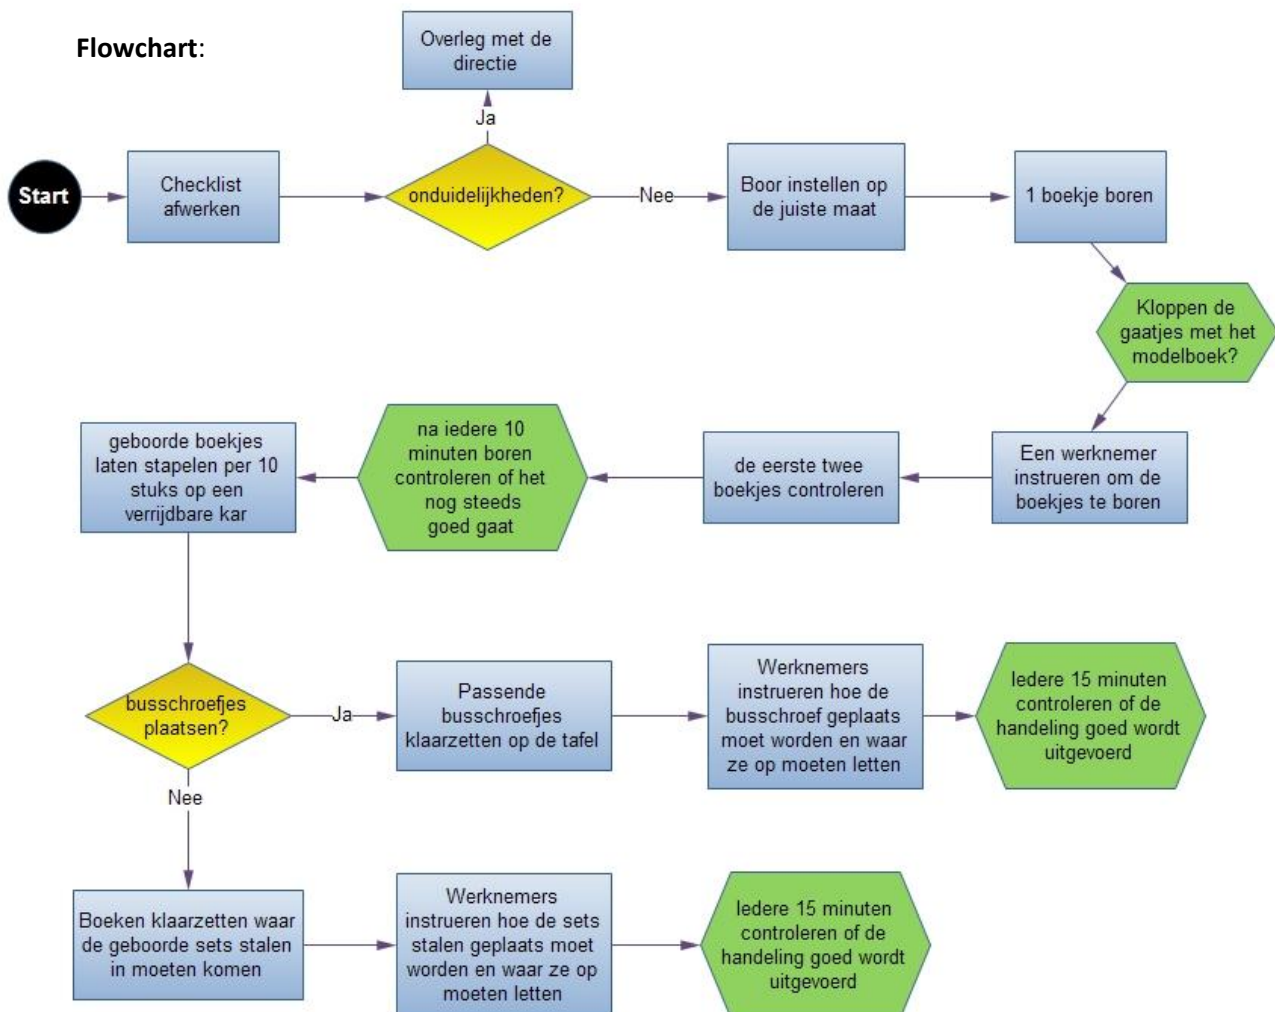 Flowchart:
Overleg met de
directie
Ja
Start
Checklist
afwerken
onduidelijkheden?
Nee
Boor instellen op
de juiste maat
1 boekje boren
Kloppen de
gaatjes met het
modelboek?
Een werknemer
instrueren om de
boekjes te boren
de eerste twee
boekjes controleren
na iedere 10
minuten boren
controleren of het
nog steeds
goed gaat
geboorde boekjes
laten stapelen per 10
stuks op een
verrijdbare kar
busschroefjes
plaatsen?
Ja
Passende
busschroefjes
klaarzetten op de tafel
Werknemers
instrueren hoe de
busschroef geplaats
moet worden en waar
ze op moeten letten
Iedere 15 minuten
controleren of de
handeling goed wordt
uitgevoerd
Nee
Boeken klaarzetten waar
de geboorde sets stalen
in moeten komen
Werknemers
instrueren hoe de sets
stalen geplaats moet
worden en waar ze op
moeten letten
Iedere 15 minuten
controleren of de
handeling goed wordt
uitgevoerd